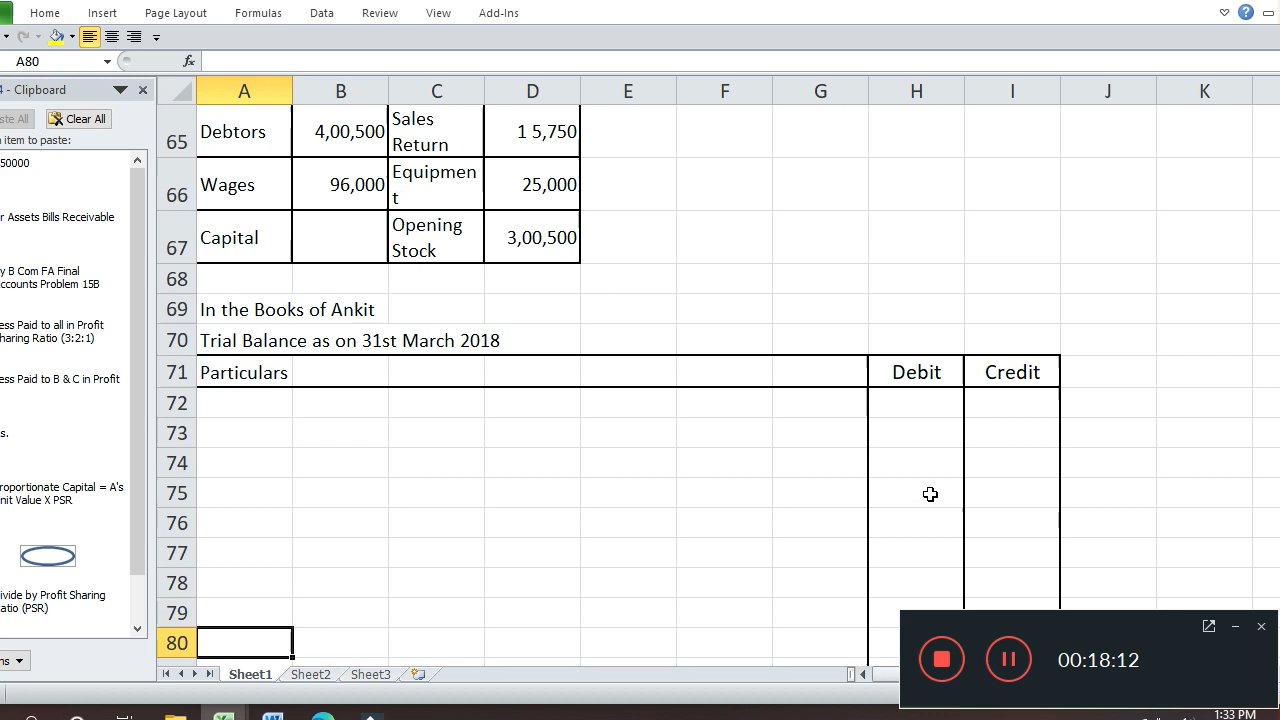 Home Insert Page Layout Formulas Data Review View Add-Ins
A80 fx
4 - Clipboard
A B C D E F G H I J K
ste All Clear All
n item to paste:
50000
r Assets Bills Receivable
y B Com FA Final
ccounts Problem 15B
ess Paid to all in Profit
haring Ratio (3:2:1)
ess Paid to B & C in Profit
s.
roportionate Capital = A's
nit Value X PSR
ivide by Profit Sharing
atio (PSR)
ns
65 Debtors 4,00,500 Sales Return 1 5,750
66 Wages 96,000 Equipmen t 25,000
67 Capital Opening Stock 3,00,500
68
69 In the Books of Ankit
70 Trial Balance as on 31st March 2018
71 Particulars Debit Credit
72
73
74
75
76
77
78
79
80
00:18:12
Sheet1 Sheet2 Sheet3
1:33 PM